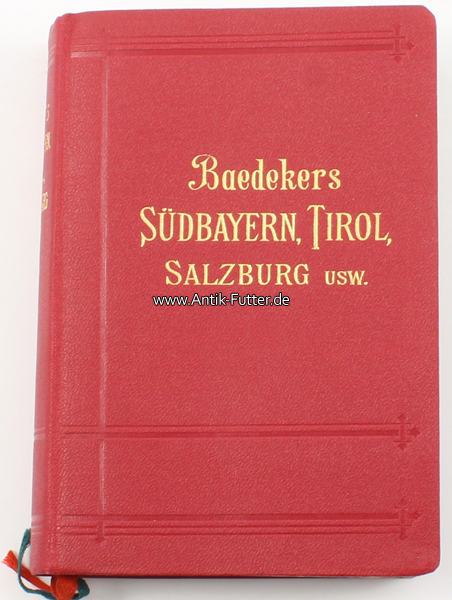 Baedekers
SÜDBAYERN, TIROL,
SALZBURG USW.
www.Antik-Futter.de